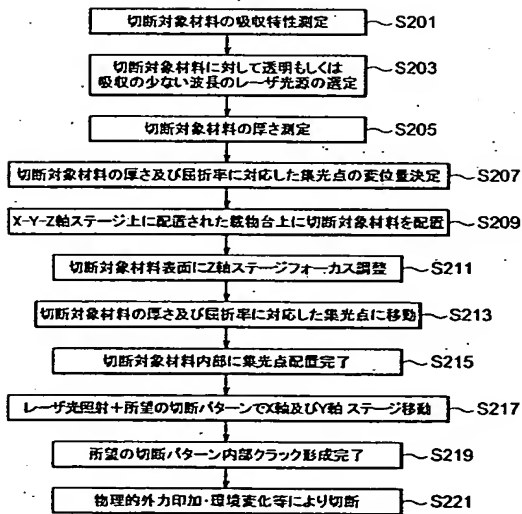 切断対象材料の吸収特性測定
S201
切断対象材料に対して透明もしくは
吸収の少ない波長のレーザ光源の選定
S203
切断対象材料の厚さ測定
S205
切断対象材料の厚さ及び屈折率に対応した集光点の変位量決定
S207
X-Y-Z軸ステージ上に配置された載物台上に切断対象材料を配置
S209
切断対象材料表面にZ軸ステージフォーカス調整
S211
切断対象材料の厚さ及び屈折率に対応した集光点に移動
S213
切断対象材料内部に集光点配置完了
S215
レーザ光照射+所望の切断パターンでX軸及びY軸 ステージ移動
S217
所望の切断パターン内部クラック形成完了
S219
物理的外力印加・環境変化等により切断
S221